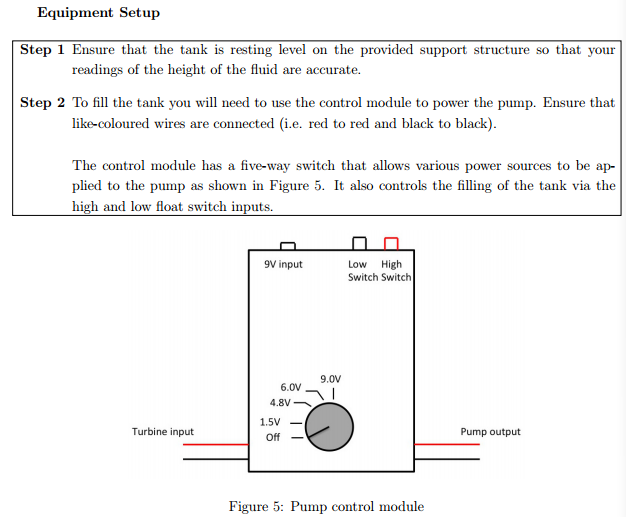 Equipment Setup
Step 1 Ensure that the tank is resting level on the provided support structure so that your
readings of the height of the fluid are accurate.
Step 2 To fill the tank you will need to use the control module to power the pump. Ensure that
like-coloured wires are connected (i.e. red to red and black to black).
The control module has a five-way switch that allows various power sources to be ap-
plied to the pump as shown in Figure 5. It also controls the filling of the tank via the
high and low float switch inputs.
9V input
Low High
Switch Switch
9.0V
6.0V
4.8V
1.5V
Off
Turbine input
Pump output
Figure 5: Pump control module